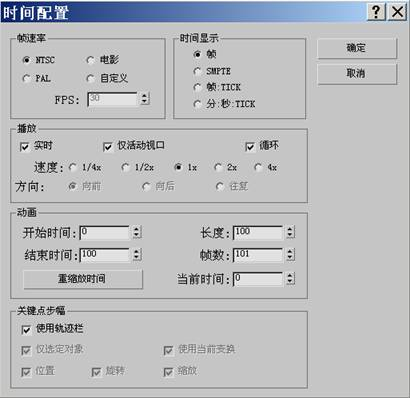 时间配置
帧速率
NTSC 电影
PAL 自定义
FPS: 30
时间显示
帧
SMPTE
帧:TICK
分:秒:TICK
确定
取消
播放
实时 仅活动视口 循环
速度: 1/4x 1/2x 1x 2x 4x
方向: 向前 向后 往复
动画
开始时间: 0 长度: 100
结束时间: 100 帧数: 101
重缩放时间 当前时间: 0
关键点步幅
使用轨迹栏
仅选定对象 使用当前变换
位置 旋转 缩放